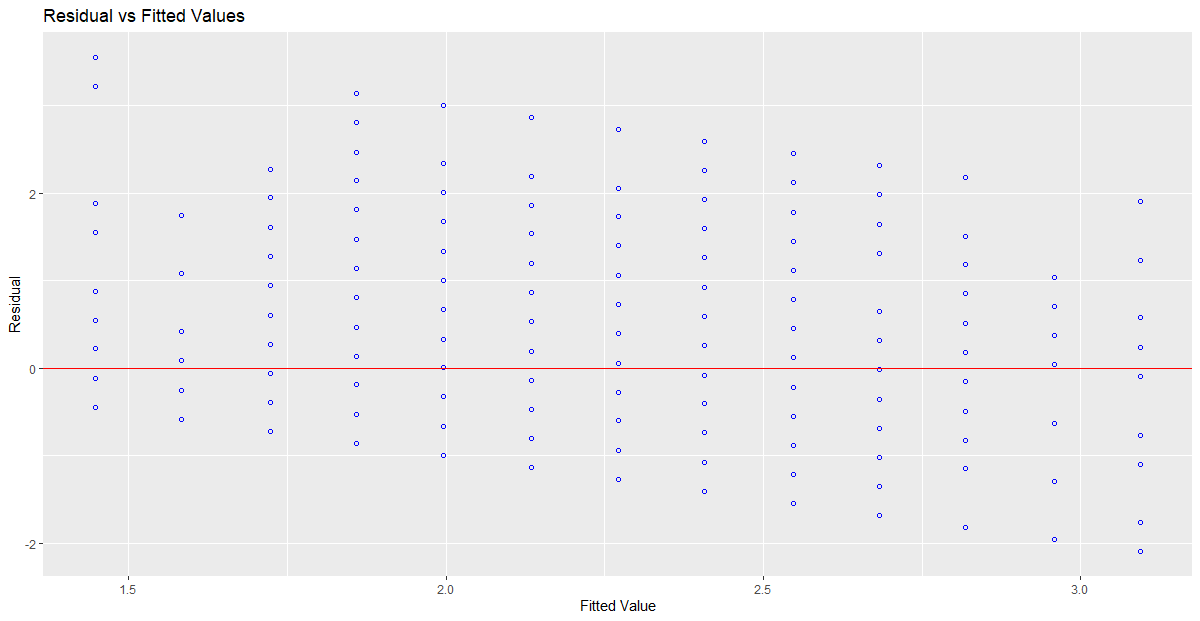 Residual vs Fitted Values
Residual
2
0
-2
1.5 2.0 2.5 3.0
Fitted Value